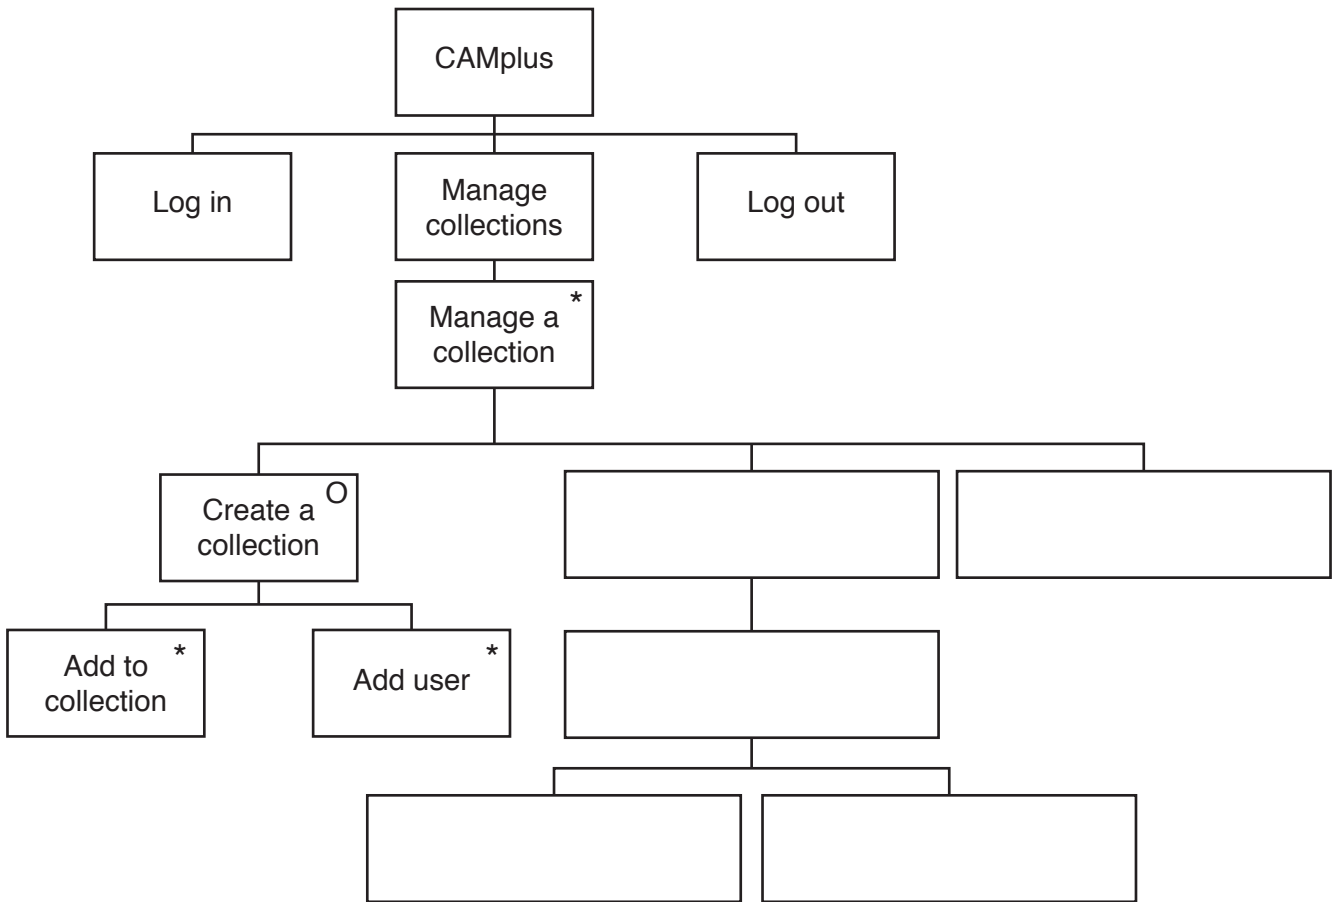 CAMplus
Log in
Manage
collections
Log out
Manage a *
collection
Create a O
collection
Add to *
collection
Add user *